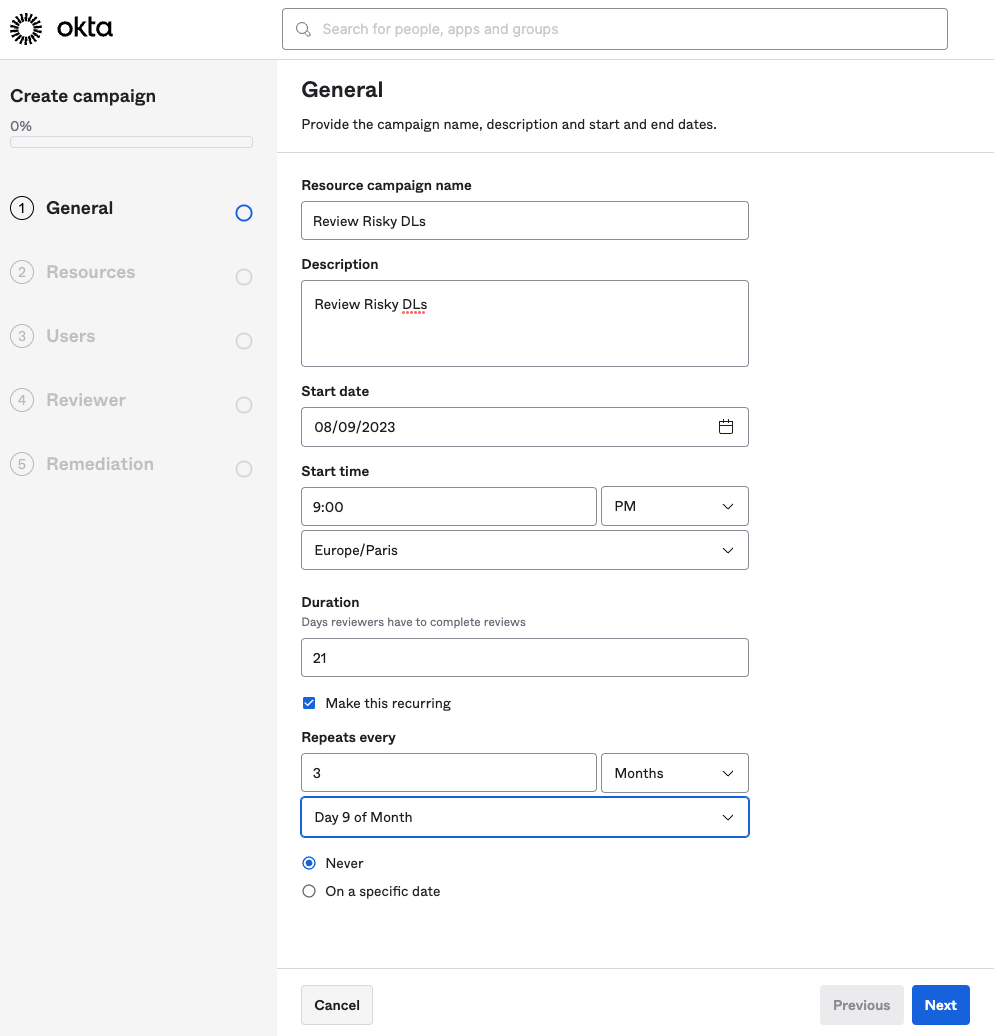 okta
Search for people, apps and groups
Create campaign
0%
1 General
2 Resources
3 Users
4 Reviewer
5 Remediation
General
Provide the campaign name, description and start and end dates.
Resource campaign name
Review Risky DLs
Description
Review Risky DLs
Start date
08/09/2023
Start time
9:00 PM
Europe/Paris
Duration
Days reviewers have to complete reviews
21
Make this recurring
Repeats every
3 Months
Day 9 of Month
Never
On a specific date
Cancel Previous Next